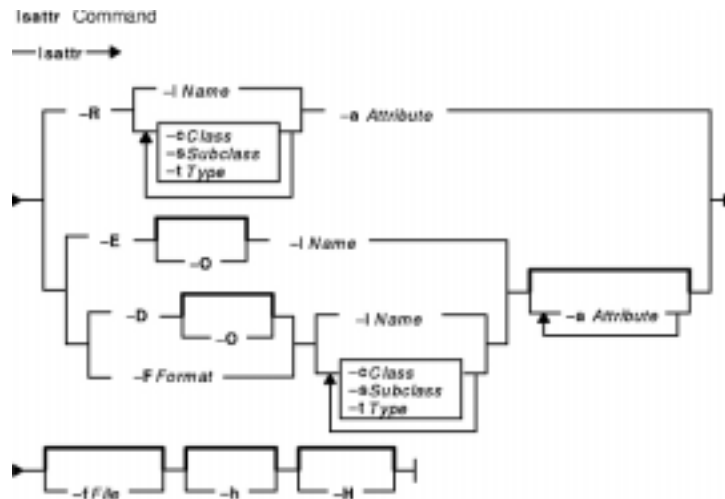 lsattr Command
lsattr
-l Name
-R
-a Attribute
-c Class
-s Subclass
-t Type
-E
-O
-l Name
-D
-O
-l Name
-a Attribute
-F Format
-c Class
-s Subclass
-t Type
-f File
-h
-H